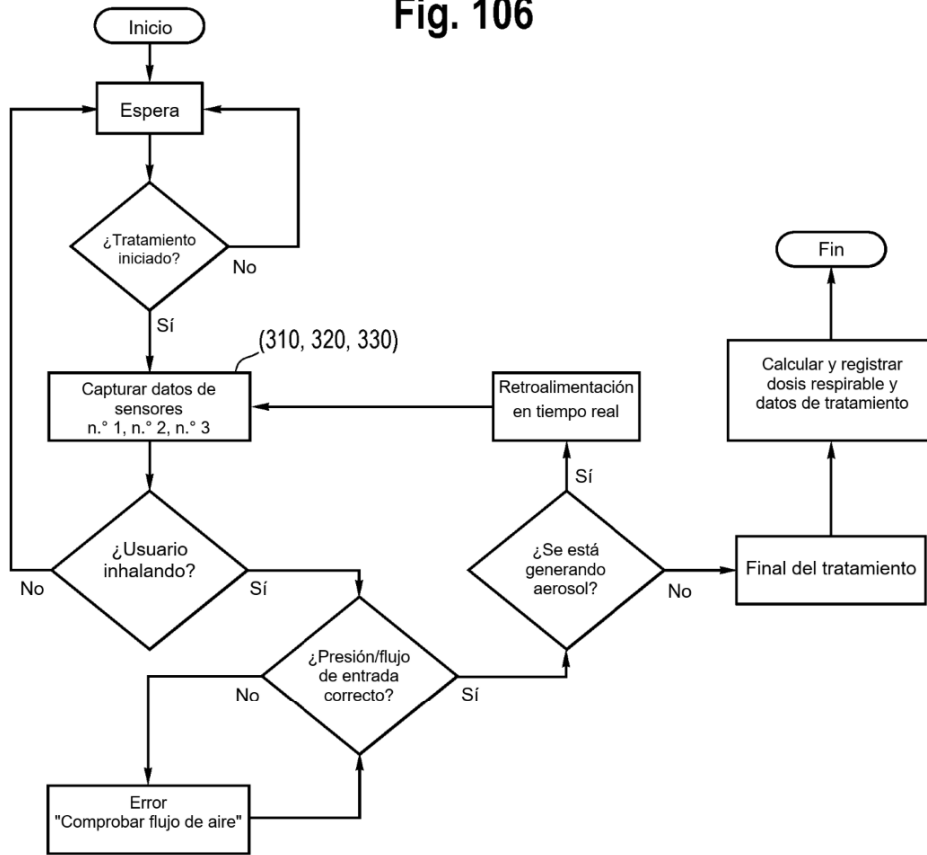 Fig. 106
Inicio
Espera
¿Tratamiento
iniciado?
No
Sí
(310, 320, 330)
Capturar datos de
sensores
n.° 1, n.° 2, n.° 3
¿Usuario
inhalando?
No
Sí
¿Presión/flujo
de entrada
correcto?
No
Sí
Error
"Comprobar flujo de aire"
Retroalimentación
en tiempo real
Sí
¿Se está
generando
aerosol?
No
Final del tratamiento
Calcular y registrar
dosis respirable y
datos de tratamiento
Fin